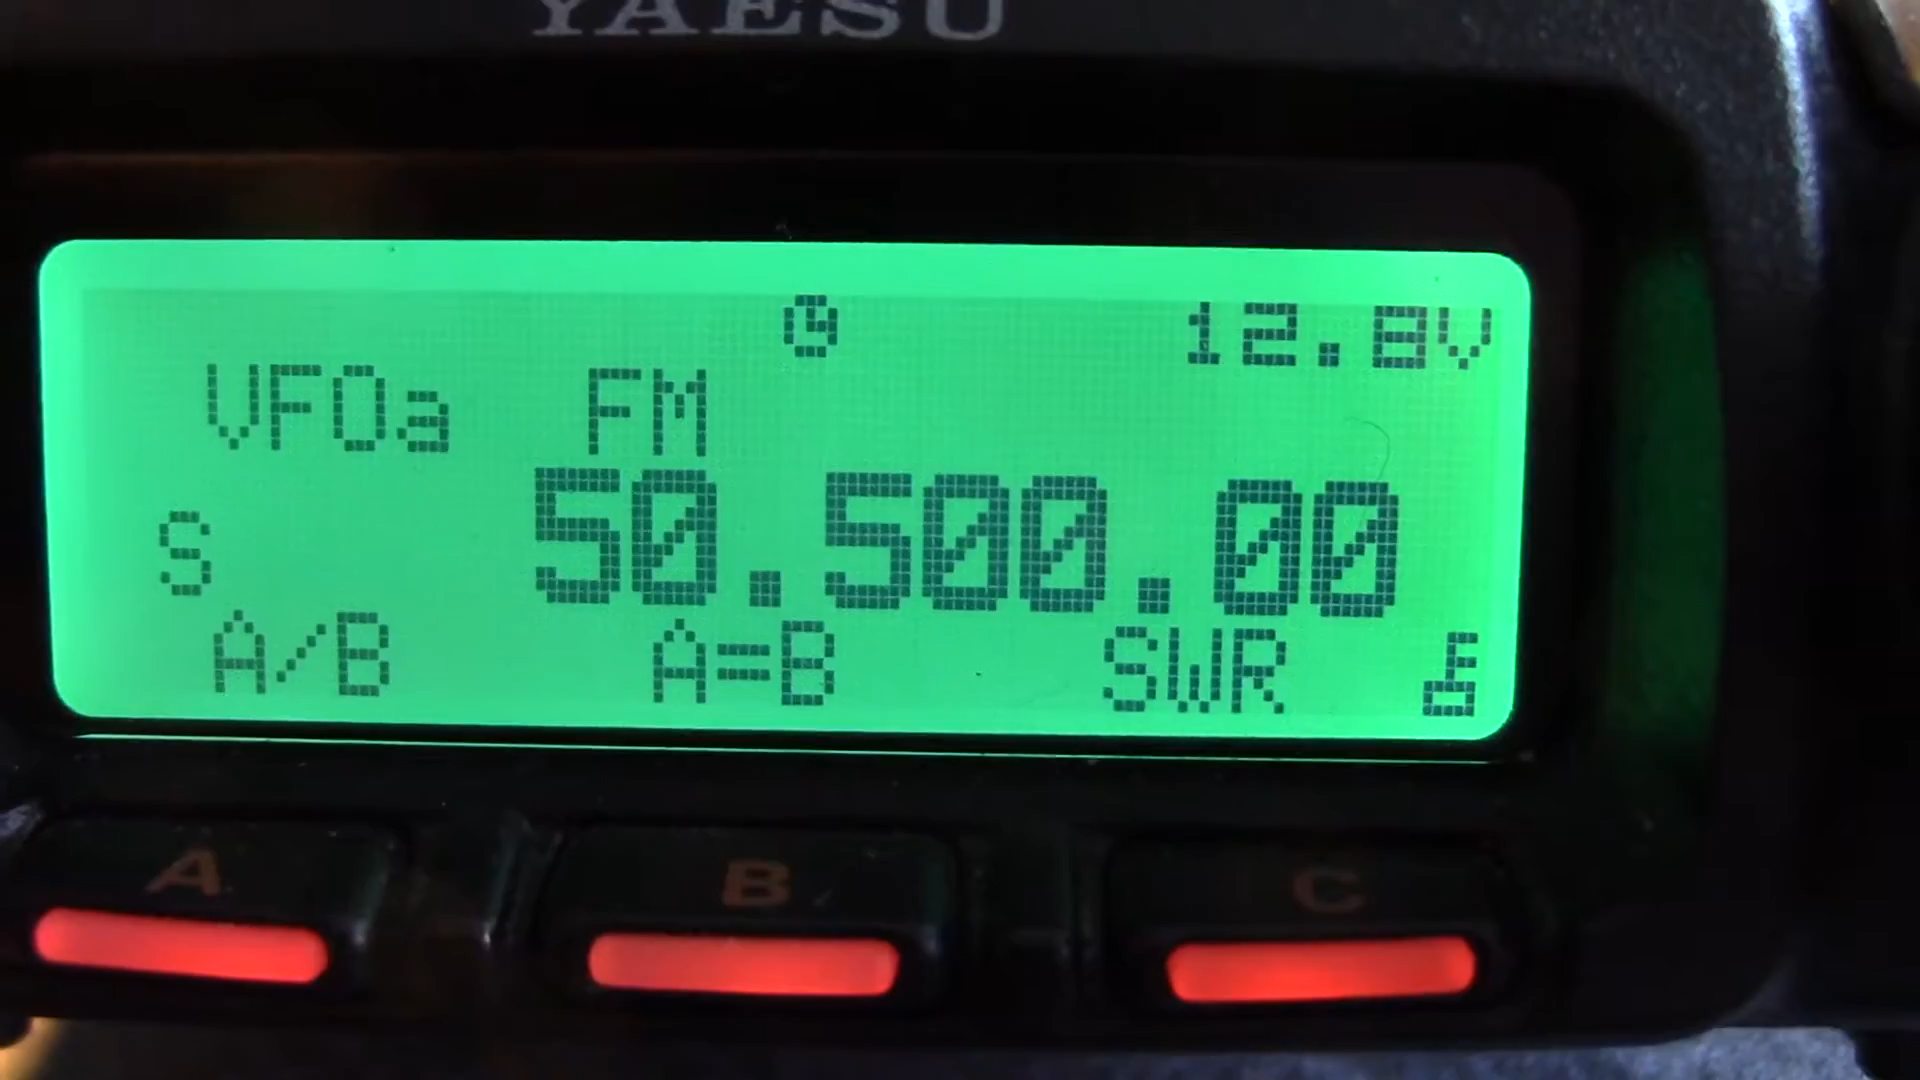 YAESU
12.8V
VFOa FM
50.500.00
S
A/B A=B SWR
A B C